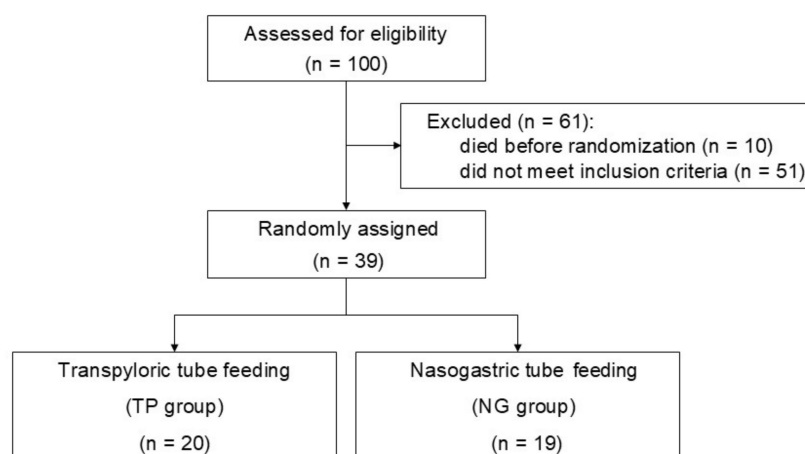 Assessed for eligibility
(n = 100)
Excluded (n = 61):
died before randomization (n = 10)
did not meet inclusion criteria (n = 51)
Randomly assigned
(n = 39)
Transpyloric tube feeding
(TP group)
(n = 20)
Nasogastric tube feeding
(NG group)
(n = 19)